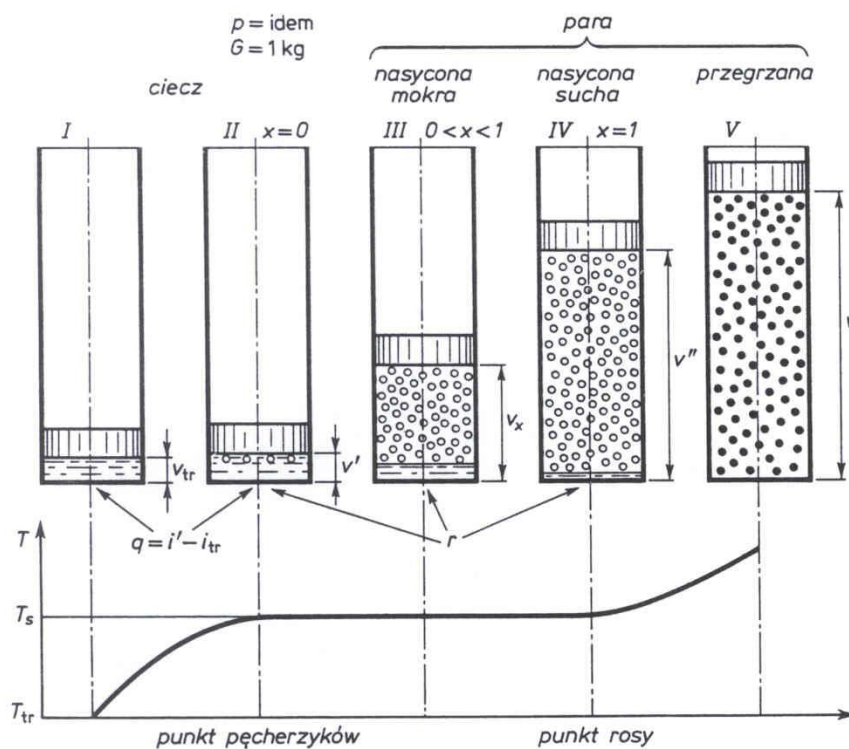 p = idem
G = 1 kg
para
ciecz
nasycona
mokra
nasycona
sucha
przegrzana
I
II x = 0
III 0 < x < 1
IV x = 1
V
v_tr
v'
v_x
v"
v
q = i' – i_tr
r
T
T_s
T_tr
punkt pęcherzyków
punkt rosy